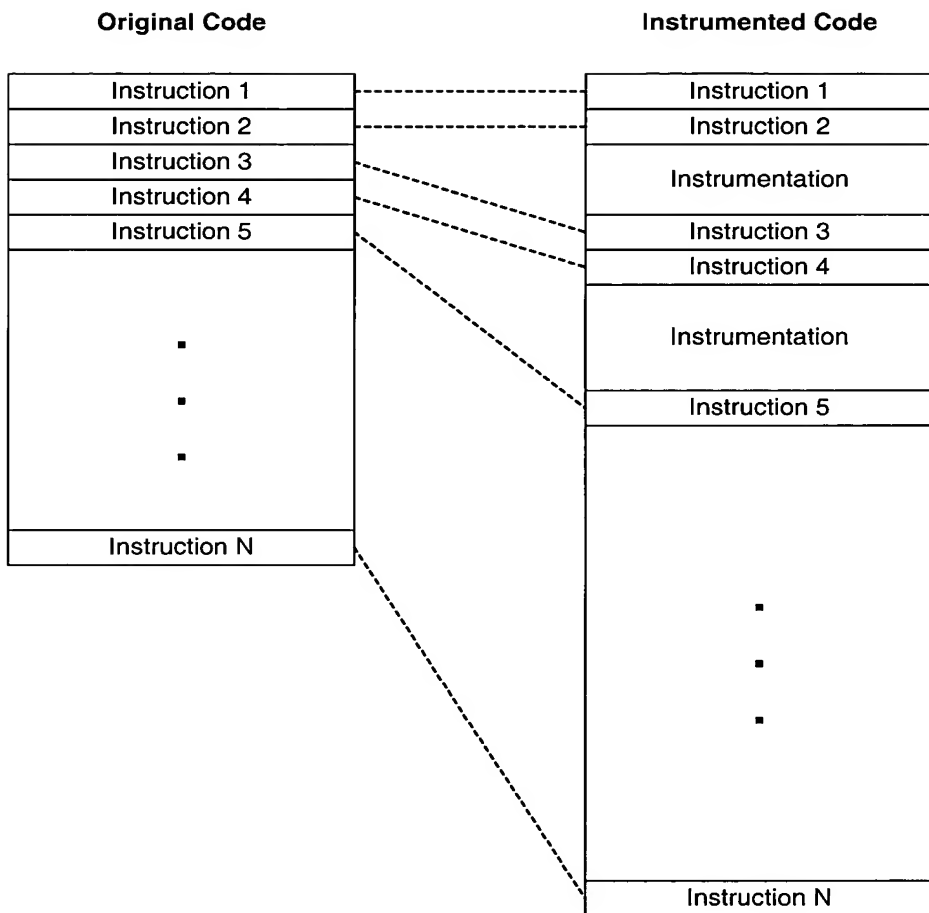 Original Code
Instruction 1
Instruction 2
Instruction 3
Instruction 4
Instruction 5
Instruction N
Instrumented Code
Instruction 1
Instruction 2
Instrumentation
Instruction 3
Instruction 4
Instrumentation
Instruction 5
Instruction N